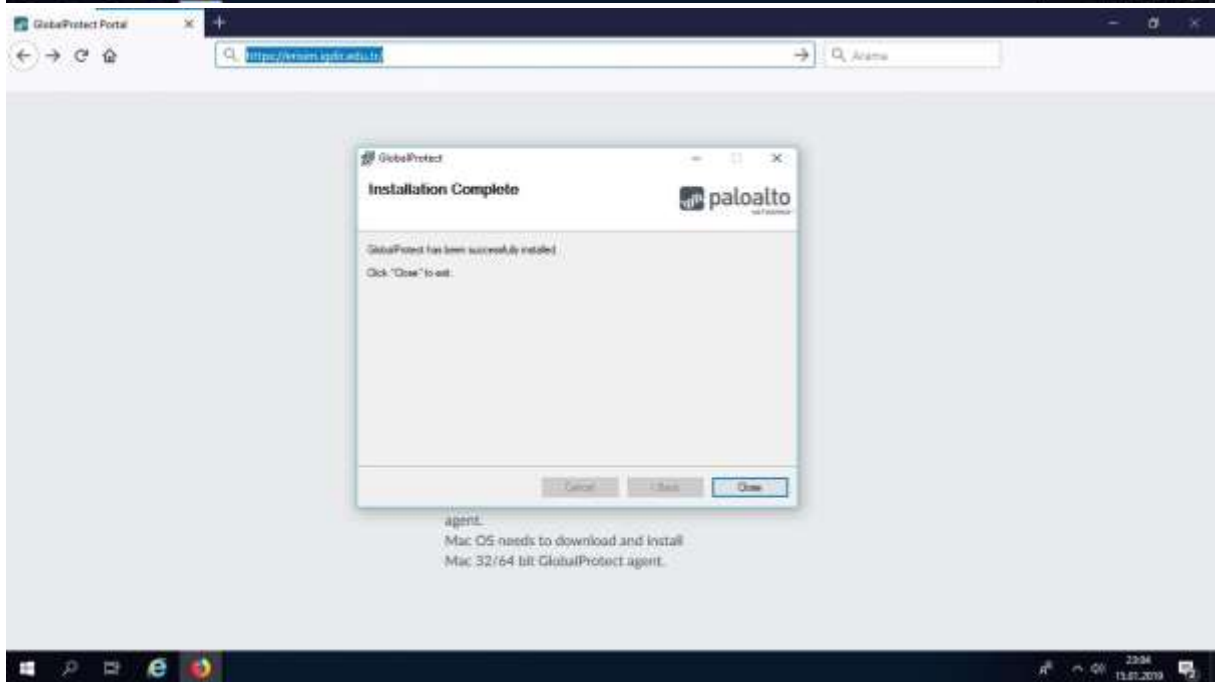 GlobalProtect Portal
https://erisim.igdir.edu.tr/
Arama
GlobalProtect
Installation Complete
paloalto
GlobalProtect has been successfully installed.
Click "Close" to exit.
Cancel
< Back
Close
agent.
Mac OS needs to download and install
Mac 32/64 bit GlobalProtect agent.
23:04
15.01.2019